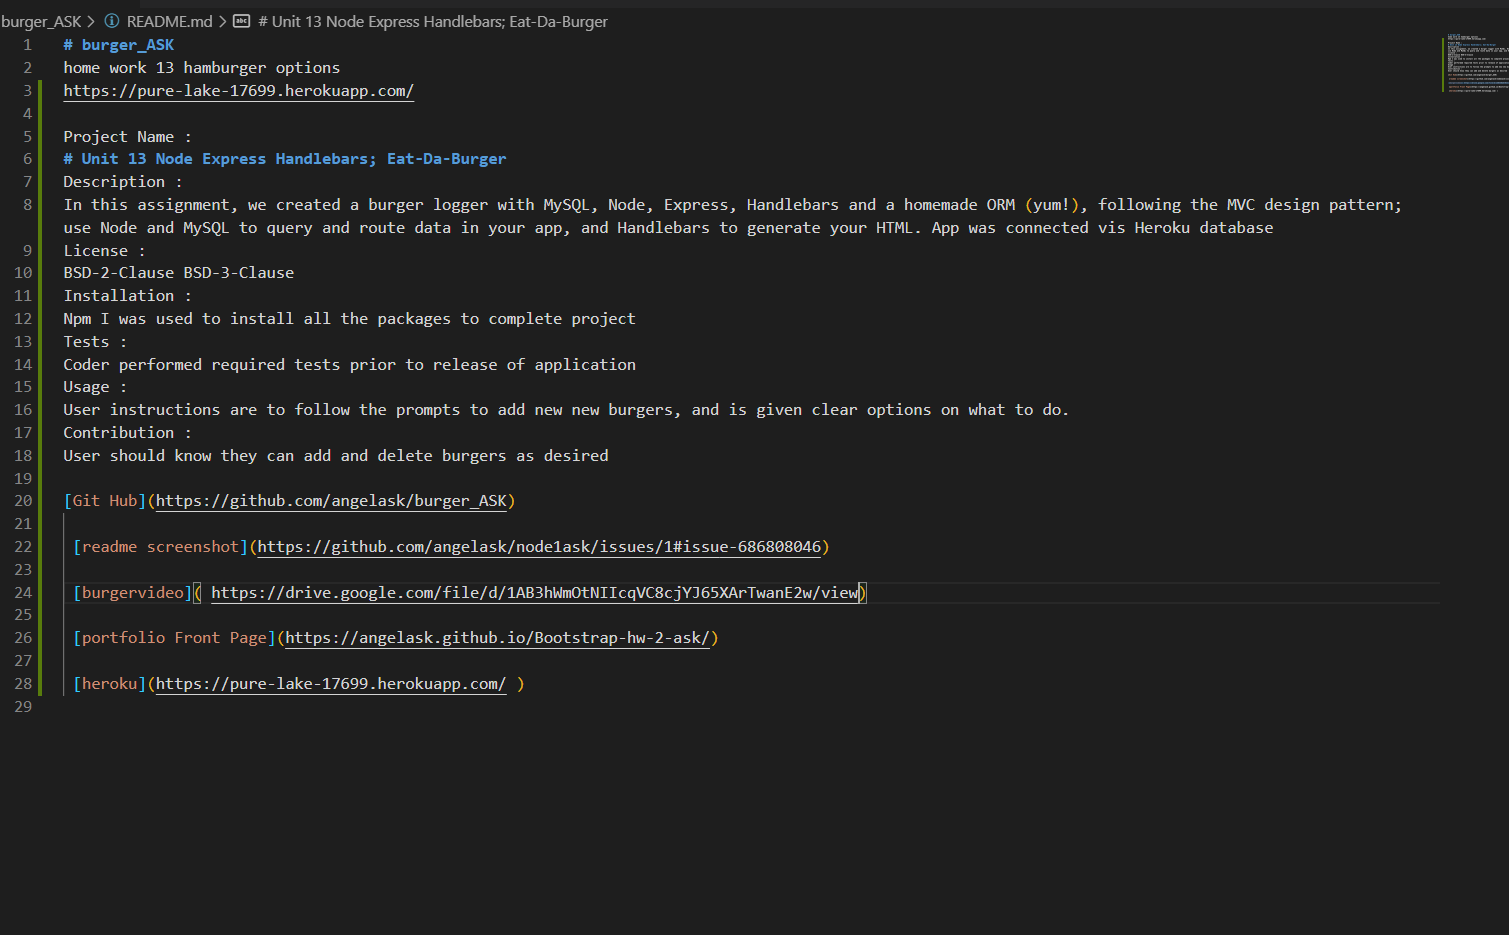 burger_ASK > README.md > abc # Unit 13 Node Express Handlebars; Eat-Da-Burger
1 # burger_ASK
2 home work 13 hamburger options
3 https://pure-lake-17699.herokuapp.com/
4
5 Project Name :
6 # Unit 13 Node Express Handlebars; Eat-Da-Burger
7 Description :
8 In this assignment, we created a burger logger with MySQL, Node, Express, Handlebars and a homemade ORM (yum!), following the MVC design pattern;
use Node and MySQL to query and route data in your app, and Handlebars to generate your HTML. App was connected vis Heroku database
9 License :
10 BSD-2-Clause BSD-3-Clause
11 Installation :
12 Npm I was used to install all the packages to complete project
13 Tests :
14 Coder performed required tests prior to release of application
15 Usage :
16 User instructions are to follow the prompts to add new new burgers, and is given clear options on what to do.
17 Contribution :
18 User should know they can add and delete burgers as desired
19
20 [Git Hub](https://github.com/angelask/burger_ASK)
21
22 [readme screenshot](https://github.com/angelask/node1ask/issues/1#issue-686808046)
23
24 [burgervideo]( https://drive.google.com/file/d/1AB3hWmOtNIIcqVC8cjYJ65XArTwanE2w/view)
25
26 [portfolio Front Page](https://angelask.github.io/Bootstrap-hw-2-ask/)
27
28 [heroku](https://pure-lake-17699.herokuapp.com/ )
29